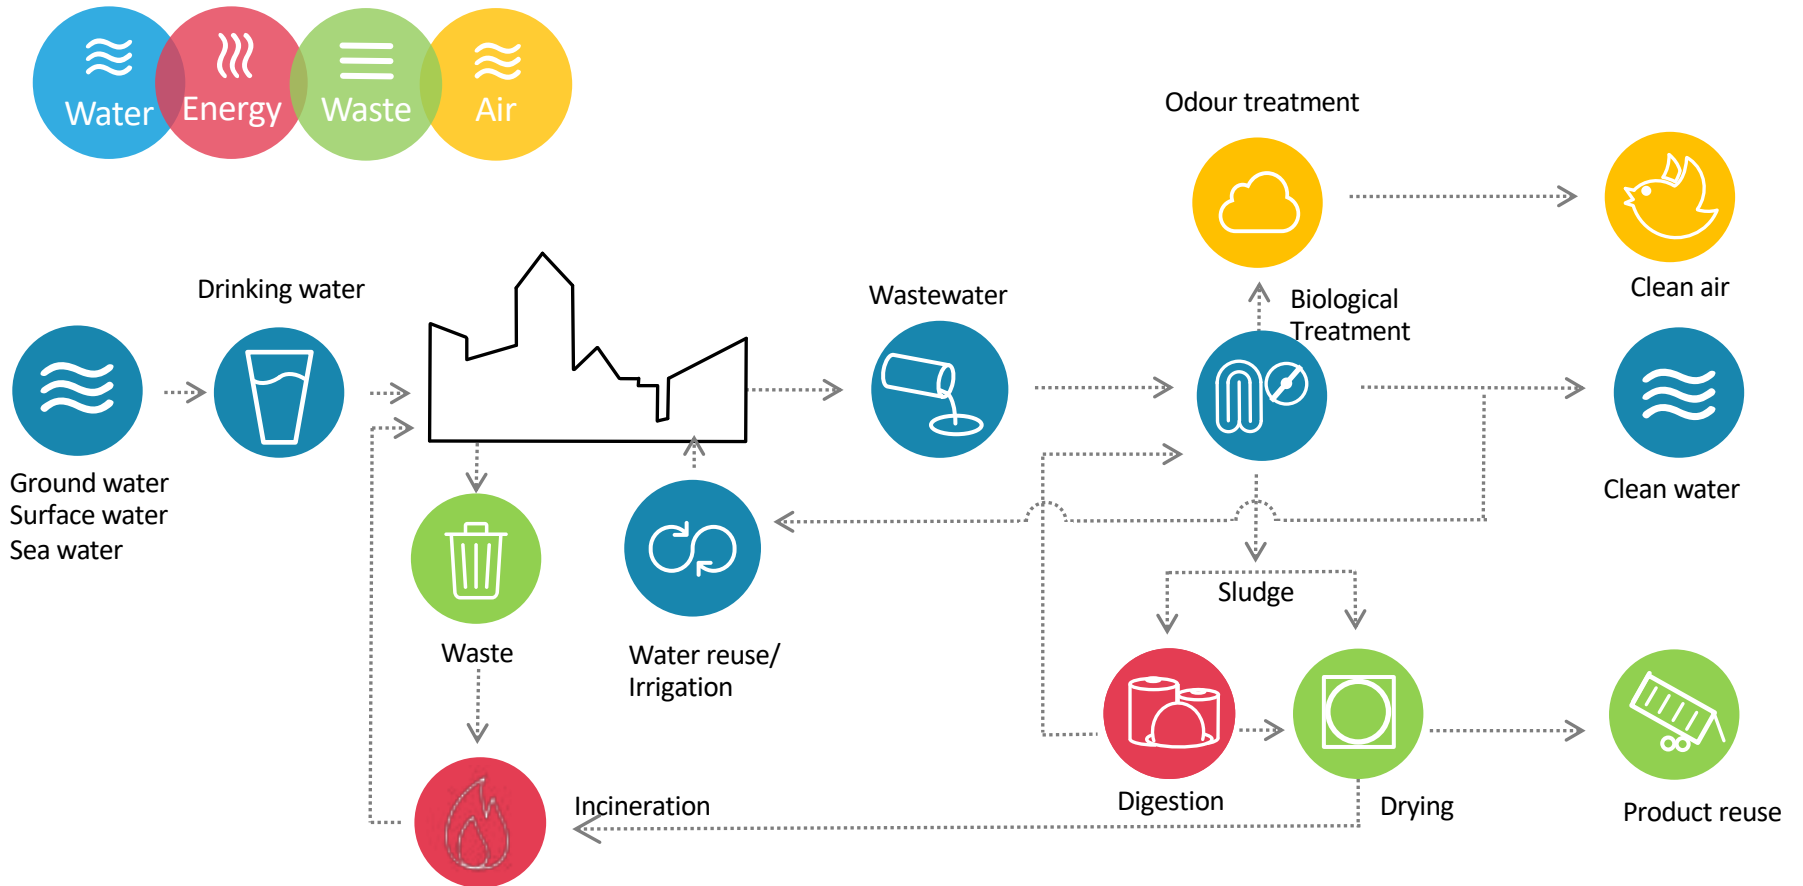 Water
Energy
Waste
Air
Odour treatment
Clean air
Drinking water
Wastewater
Biological
Treatment
Ground water
Surface water
Sea water
Clean water
Sludge
Waste
Water reuse/
Irrigation
Incineration
Digestion
Drying
Product reuse